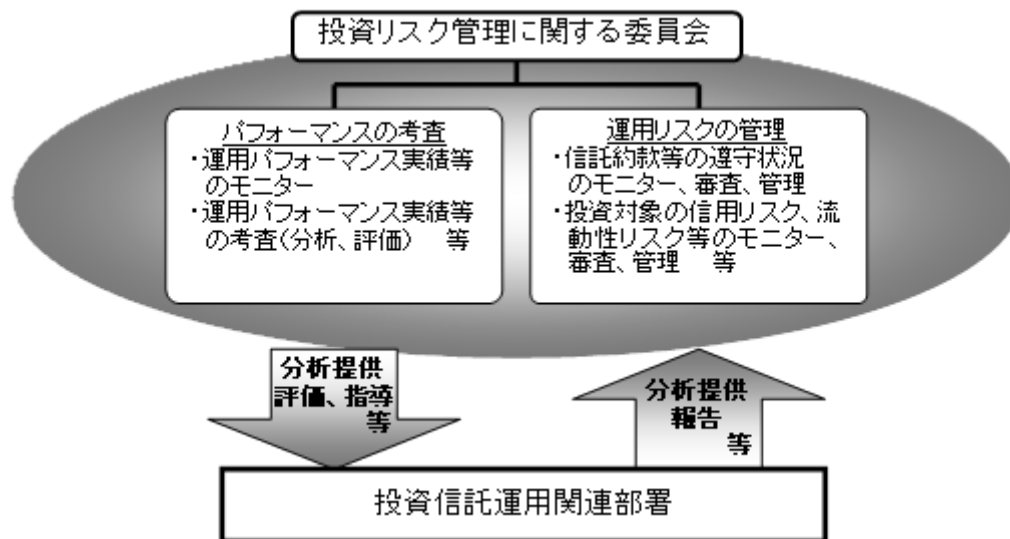 投資リスク管理に関する委員会
パフォーマンスの考査
・運用パフォーマンス実績等
のモニター
・運用パフォーマンス実績等
の考査(分析、評価) 等
運用リスクの管理
・信託約款等の遵守状況
のモニター、審査、管理
・投資対象の信用リスク、流
動性リスク等のモニター、
審査、管理 等
分析提供
評価、指導
等
分析提供
報告
等
投資信託運用関連部署